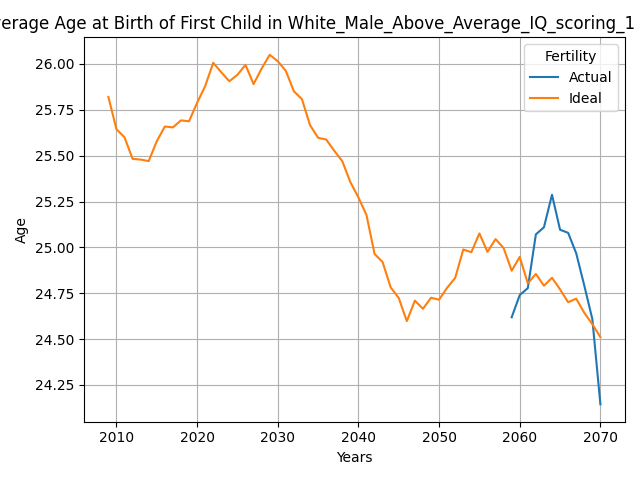 Average Age at Birth of First Child in White_Male_Above_Average_IQ_scoring_1
Fertility
Actual
Ideal
Age
26.00
25.75
25.50
25.25
25.00
24.75
24.50
24.25
2010
2020
2030
2040
2050
2060
2070
Years